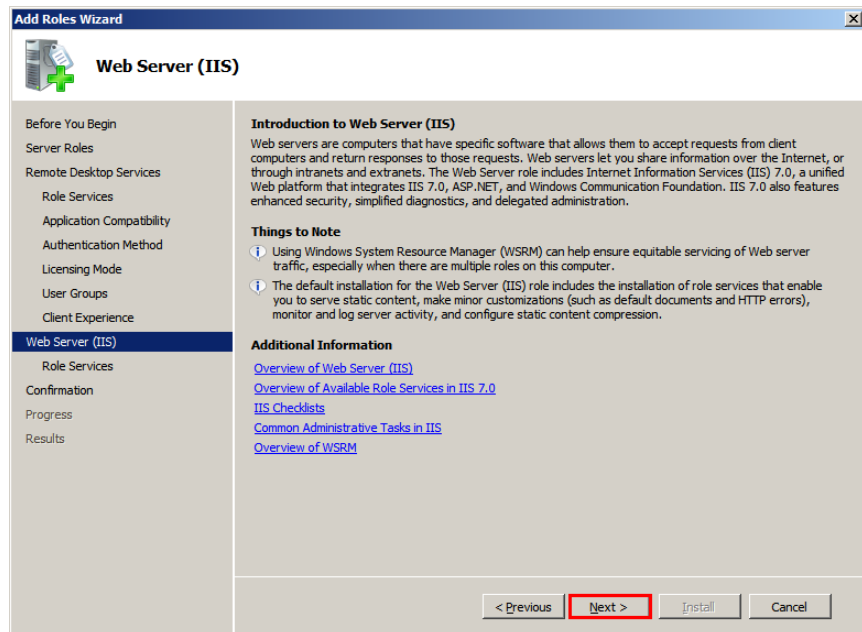 Add Roles Wizard
Web Server (IIS)
Before You Begin
Server Roles
Remote Desktop Services
Role Services
Application Compatibility
Authentication Method
Licensing Mode
User Groups
Client Experience
Web Server (IIS)
Role Services
Confirmation
Progress
Results
Introduction to Web Server (IIS)
Web servers are computers that have specific software that allows them to accept requests from client
computers and return responses to those requests. Web servers let you share information over the Internet, or
through intranets and extranets. The Web Server role includes Internet Information Services (IIS) 7.0, a unified
Web platform that integrates IIS 7.0, ASP.NET, and Windows Communication Foundation. IIS 7.0 also features
enhanced security, simplified diagnostics, and delegated administration.
Things to Note
Using Windows System Resource Manager (WSRM) can help ensure equitable servicing of Web server
traffic, especially when there are multiple roles on this computer.
The default installation for the Web Server (IIS) role includes the installation of role services that enable
you to serve static content, make minor customizations (such as default documents and HTTP errors),
monitor and log server activity, and configure static content compression.
Additional Information
Overview of Web Server (IIS)
Overview of Available Role Services in IIS 7.0
IIS Checklists
Common Administrative Tasks in IIS
Overview of WSRM
< Previous Next > Install Cancel